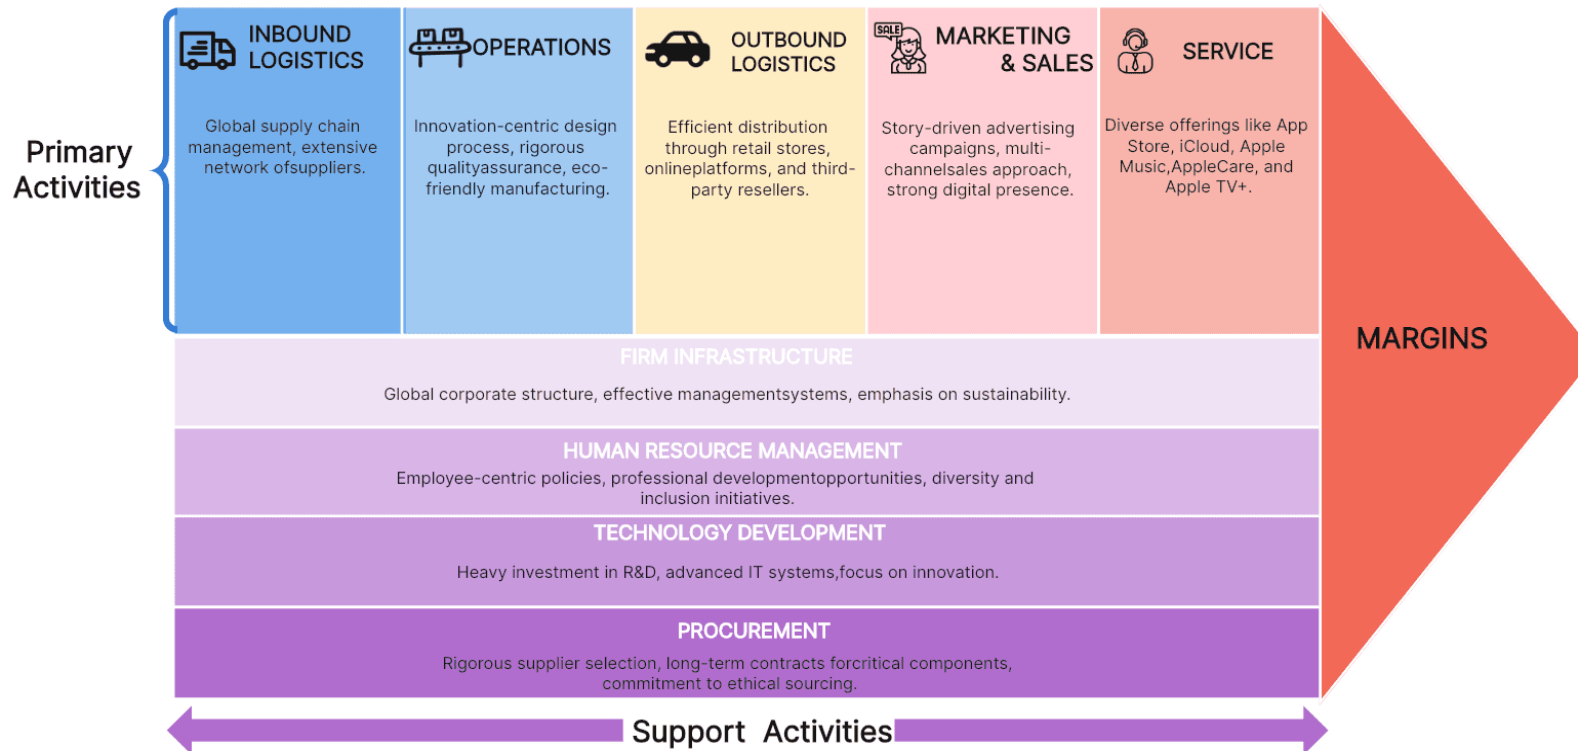 Primary
Activities
INBOUND
LOGISTICS
Global supply chain
management, extensive
network ofsuppliers.
OPERATIONS
Innovation-centric design
process, rigorous
qualityassurance, eco-
friendly manufacturing.
OUTBOUND
LOGISTICS
Efficient distribution
through retail stores,
onlineplatforms, and third-
party resellers.
SALE
MARKETING
& SALES
Story-driven advertising
campaigns, multi-
channelsales approach,
strong digital presence.
SERVICE
Diverse offerings like App
Store, iCloud, Apple
Music,AppleCare, and
Apple TV+.
MARGINS
FIRM INFRASTRUCTURE
Global corporate structure, effective managementsystems, emphasis on sustainability.
HUMAN RESOURCE MANAGEMENT
Employee-centric policies, professional developmentopportunities, diversity and
inclusion initiatives.
TECHNOLOGY DEVELOPMENT
Heavy investment in R&D, advanced IT systems,focus on innovation.
PROCUREMENT
Rigorous supplier selection, long-term contracts forcritical components,
commitment to ethical sourcing.
Support Activities